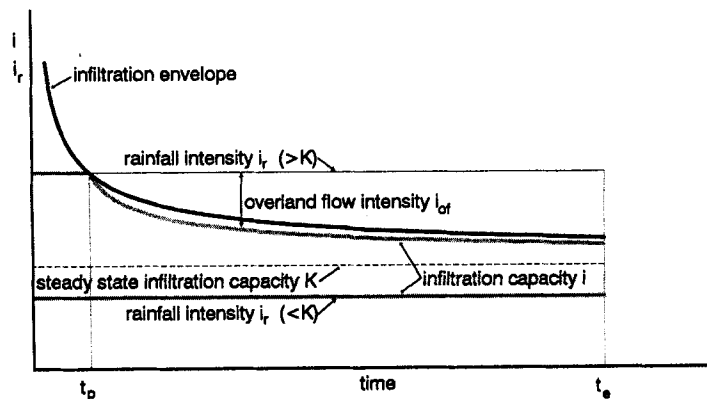 i
i_r
infiltration envelope
rainfall intensity i_r (>K)
overland flow intensity i_of
steady state infiltration capacity K
infiltration capacity i
rainfall intensity i_r (<K)
t_p
time
t_e